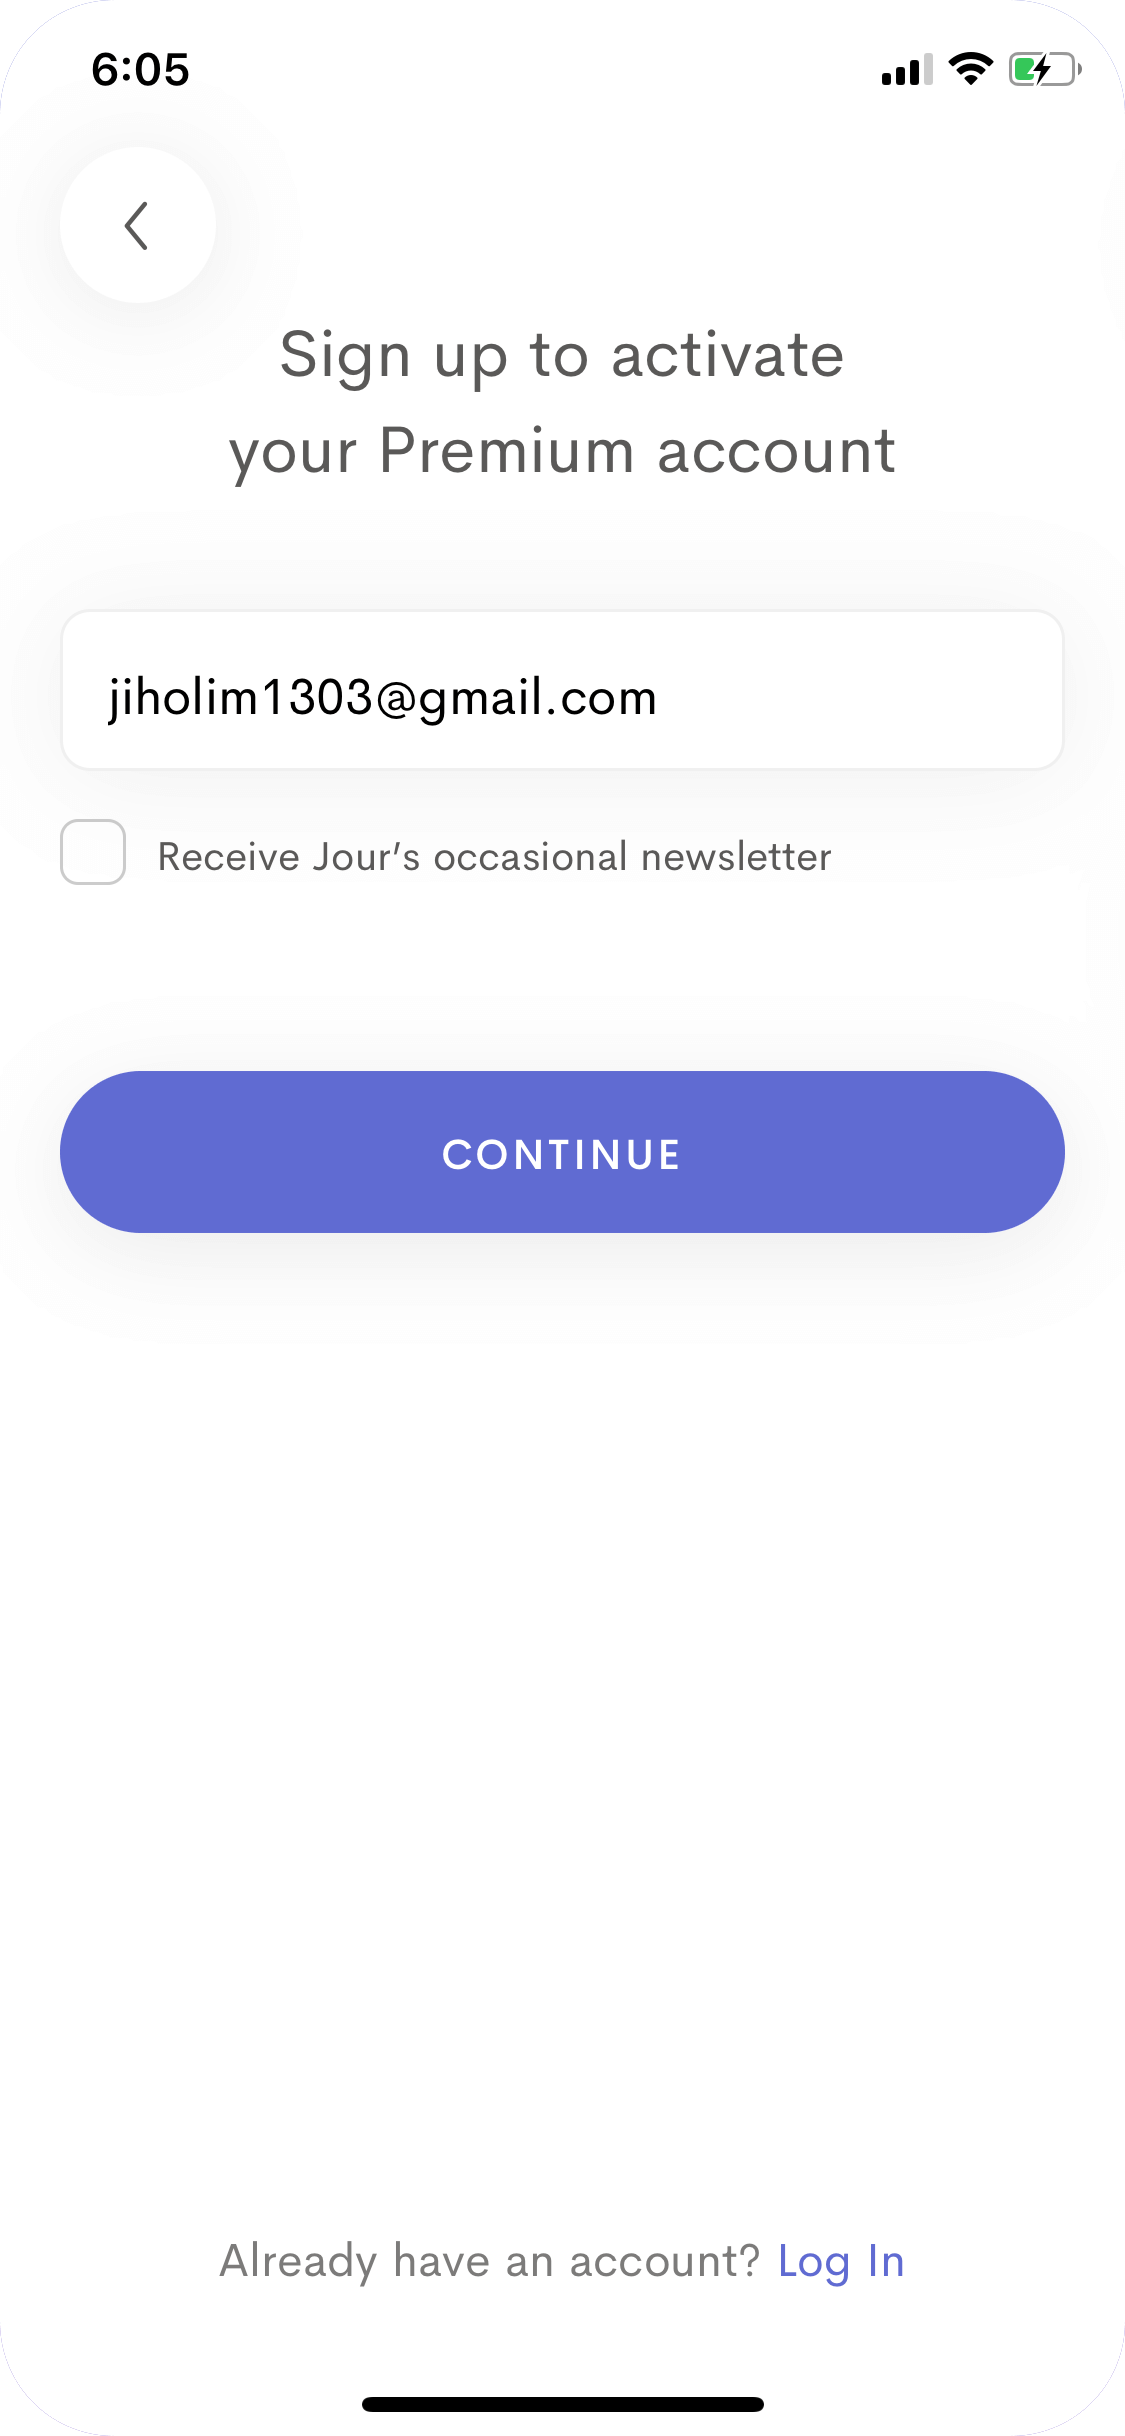 6:05
Sign up to activate
your Premium account
jiholim1303@gmail.com
Receive Jour's occasional newsletter
CONTINUE
Already have an account? Log In